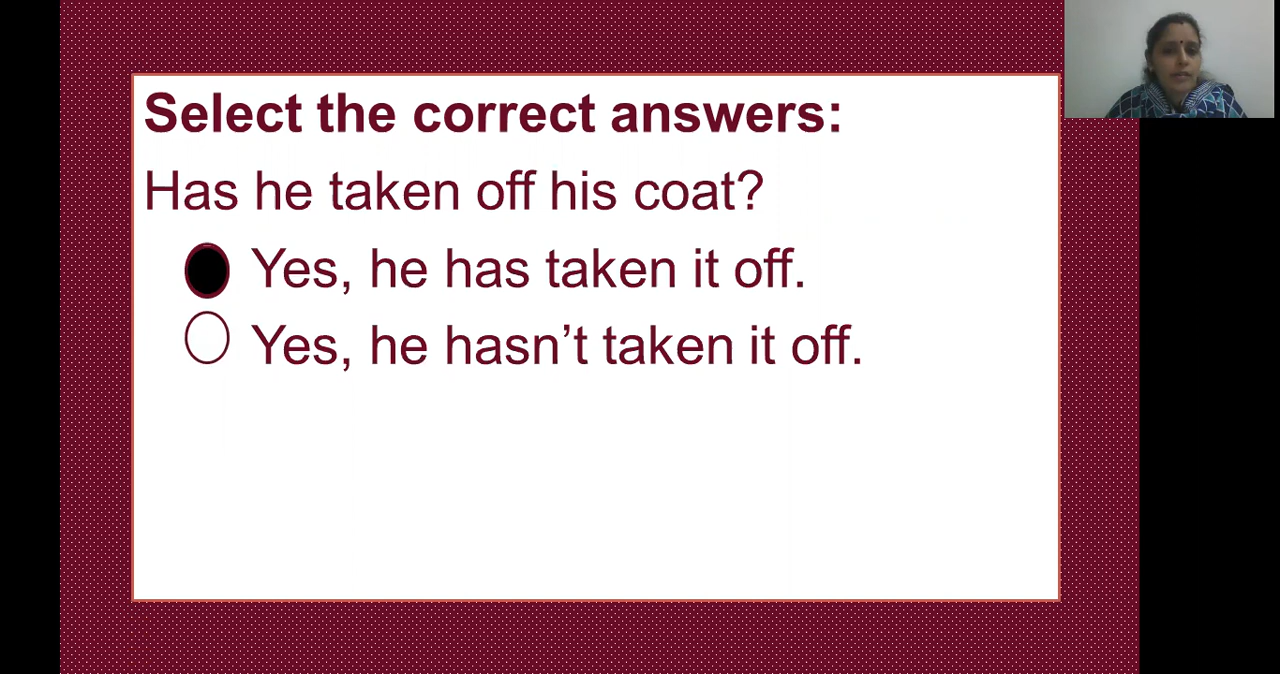 Select the correct answers:
Has he taken off his coat?
Yes, he has taken it off.
Yes, he hasn’t taken it off.